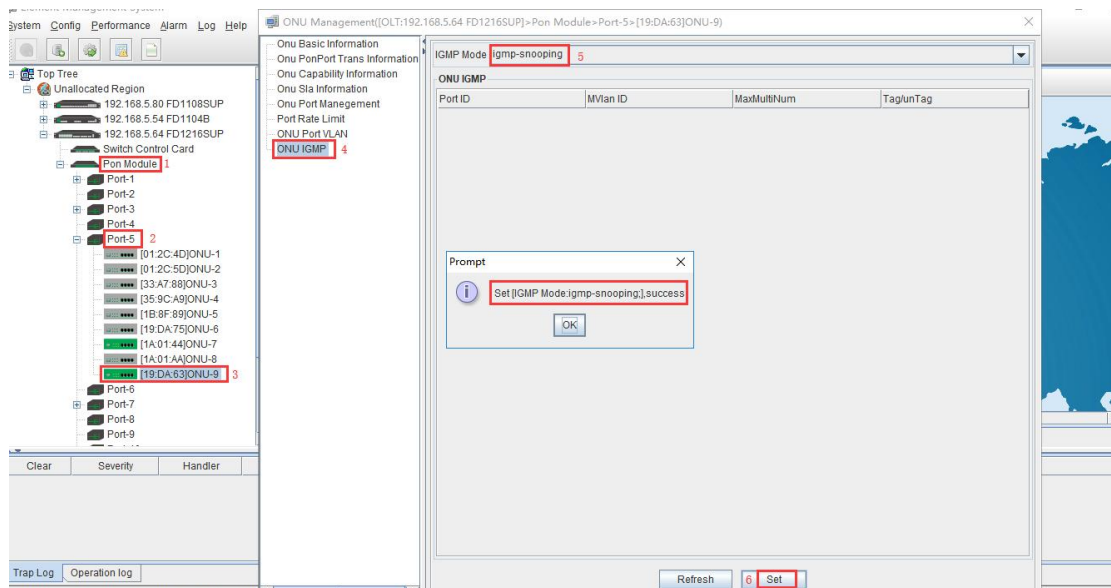 System Config Performance Alarm Log Help
Top Tree
Unallocated Region
192.168.5.80 FD1108SUP
192.168.5.54 FD1104B
192.168.5.64 FD1216SUP
Switch Control Card
Pon Module 1
Port-1
Port-2
Port-3
Port-4
Port-5 2
[01:2C:4D]ONU-1
[01:2C:5D]ONU-2
[33:A7:88]ONU-3
[35:9C:A9]ONU-4
[1B:8F:89]ONU-5
[19:DA:75]ONU-6
[1A:01:44]ONU-7
[1A:01:AA]ONU-8
[19:DA:63]ONU-9 3
Port-6
Port-7
Port-8
Port-9
Clear Severity Handler
Trap Log Operation log
ONU Management([OLT:192.168.5.64 FD1216SUP]>Pon Module>Port-5>[19:DA:63]ONU-9)
Onu Basic Information
Onu PonPort Trans Information
Onu Capability Information
Onu Sla Information
Onu Port Manegement
Port Rate Limit
ONU Port VLAN
ONU IGMP 4
IGMP Mode igmp-snooping 5
ONU IGMP
Port ID MVlan ID MaxMultiNum Tag/unTag
Prompt
Set [IGMP Mode:igmp-snooping;],success
OK
Refresh 6 Set